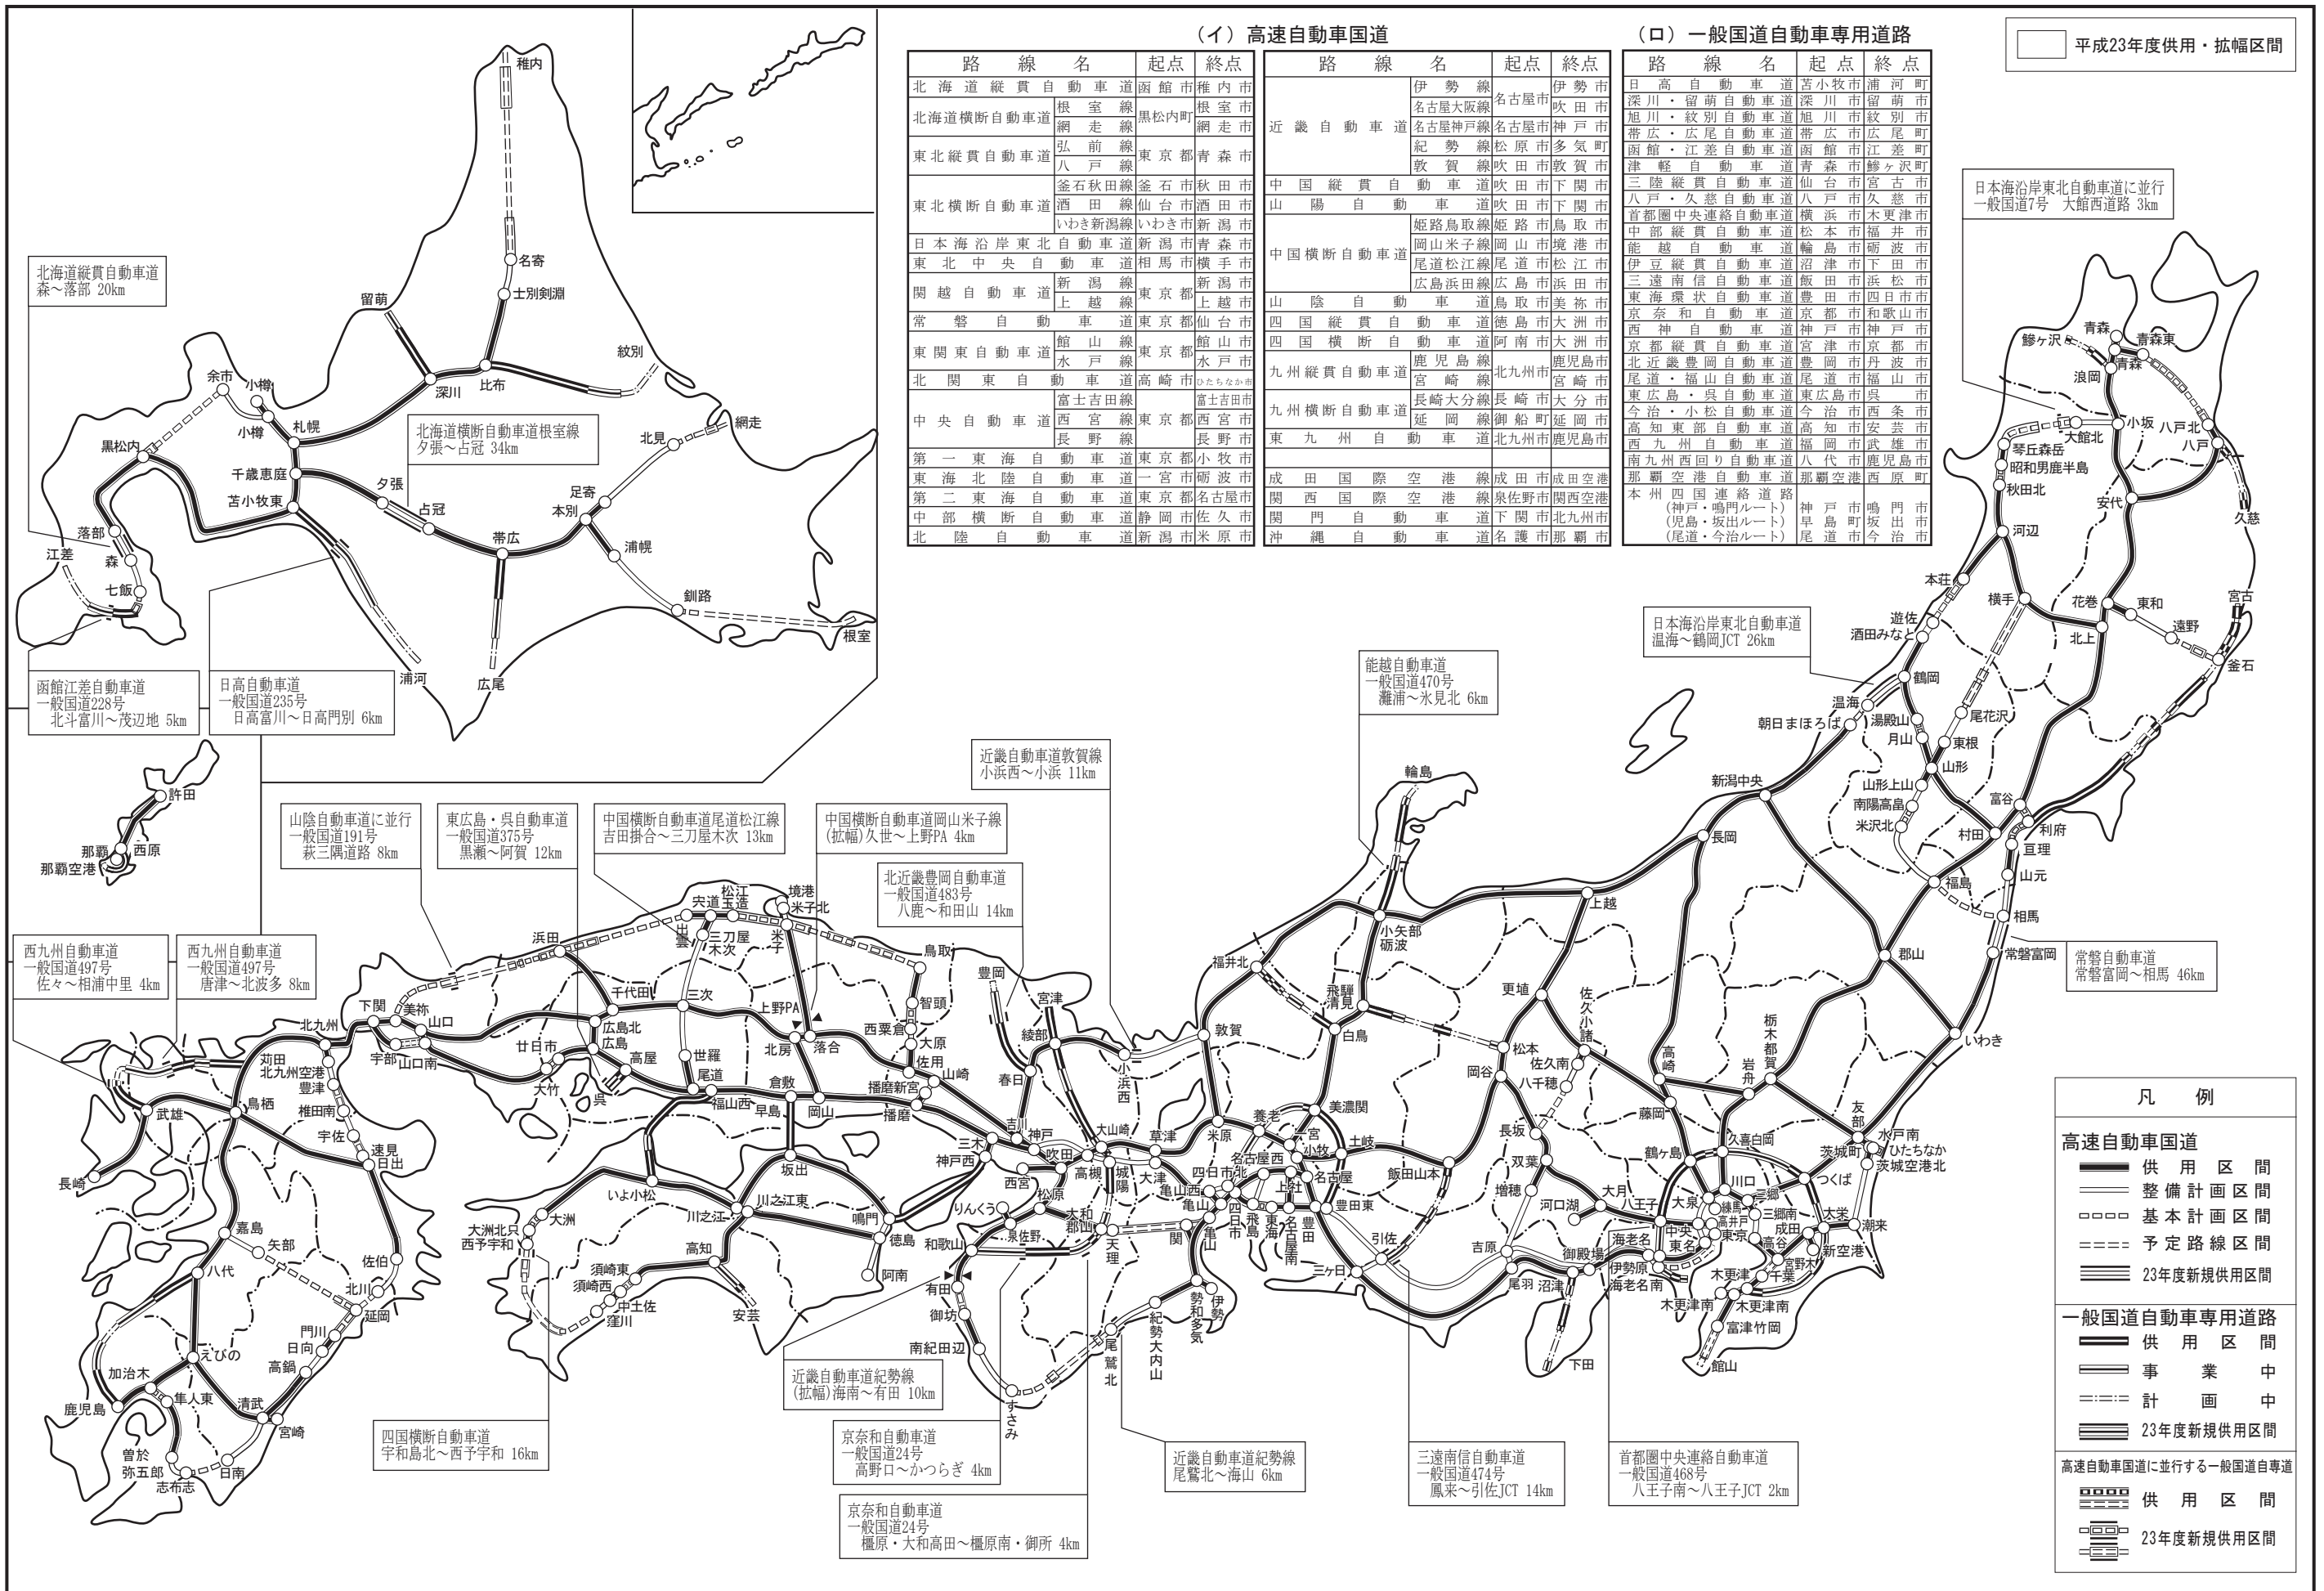 (イ)高速自動車国道
路線名 起点 終点
北海道縦貫自動車道 函館市 稚内市
北海道横断自動車道 根室線 黒松内町 根室市
網走線 網走市
東北縦貫自動車道 弘前線 東京都 青森市
八戸線
東北横断自動車道 釜石秋田線 釜石市 秋田市
酒田線 仙台市 酒田市
いわき新潟線 いわき市 新潟市
日本海沿岸東北自動車道 新潟市 青森市
東北中央自動車道 相馬市 横手市
関越自動車道 新潟線 東京都 新潟市
上越線 上越市
常磐自動車道 東京都 仙台市
東関東自動車道 館山線 東京都 館山市
水戸線 水戸市
北関東自動車道 高崎市 ひたちなか市
中央自動車道 富士吉田線 東京都 富士吉田市
西宮線 西宮市
長野線 長野市
第一東海自動車道 東京都 小牧市
東海北陸自動車道 一宮市 砺波市
第二東海自動車道 東京都 名古屋市
中部横断自動車道 静岡市 佐久市
北陸自動車道 新潟市 米原市
路線名 起点 終点
近畿自動車道 伊勢線 名古屋市 伊勢市
名古屋大阪線 吹田市
名古屋神戸線 名古屋市 神戸市
紀勢線 松原市 多気町
敦賀線 吹田市 敦賀市
中国縦貫自動車道 吹田市 下関市
山陽自動車道 吹田市 下関市
中国横断自動車道 姫路鳥取線 姫路市 鳥取市
岡山米子線 岡山市 境港市
尾道松江線 尾道市 松江市
広島浜田線 広島市 浜田市
山陰自動車道 鳥取市 美祢市
四国縦貫自動車道 徳島市 大洲市
四国横断自動車道 阿南市 大洲市
九州縦貫自動車道 鹿児島線 北九州市 鹿児島市
宮崎線 宮崎市
九州横断自動車道 長崎大分線 長崎市 大分市
延岡線 御船町 延岡市
東九州自動車道 北九州市 鹿児島市
成田国際空港線 成田市 成田空港
関西国際空港線 泉佐野市 関西空港
関門自動車道 下関市 北九州市
沖縄自動車道 名護市 那覇市
(ロ)一般国道自動車専用道路
路線名 起点 終点
日高自動車道 苫小牧市 浦河町
深川・留萌自動車道 深川市 留萌市
旭川・紋別自動車道 旭川市 紋別市
帯広・広尾自動車道 帯広市 広尾町
函館・江差自動車道 函館市 江差町
津軽自動車道 青森市 鰺ヶ沢町
三陸縦貫自動車道 仙台市 宮古市
八戸・久慈自動車道 八戸市 久慈市
首都圏中央連絡自動車道 横浜市 木更津市
中部縦貫自動車道 松本市 福井市
能越自動車道 輪島市 砺波市
伊豆縦貫自動車道 沼津市 下田市
三遠南信自動車道 飯田市 浜松市
東海環状自動車道 豊田市 四日市市
京奈和自動車道 京都市 和歌山市
西神自動車道 神戸市 神戸市
京都縦貫自動車道 宮津市 京都市
北近畿豊岡自動車道 豊岡市 丹波市
尾道・福山自動車道 尾道市 福山市
東広島・呉自動車道 東広島市 呉市
今治・小松自動車道 今治市 西条市
高知東部自動車道 高知市 安芸市
西九州自動車道 福岡市 武雄市
南九州西回り自動車道 八代市 鹿児島市
那覇空港自動車道 那覇空港 西原町
本州四国連絡道路
(神戸・鳴門ルート) 神戸市 鳴門市
(児島・坂出ルート) 早島町 坂出市
(尾道・今治ルート) 尾道市 今治市
平成23年度供用・拡幅区間
稚内
名寄
士別剣淵
留萌
紋別
深川
比布
余市
小樽
小樽
札幌
黒松内
千歳恵庭
苫小牧東
夕張
占冠
帯広
本別
足寄
北見
網走
浦幌
釧路
根室
落部
森
七飯
江差
浦河
広尾
北海道縦貫自動車道
森～落部 20km
北海道横断自動車道根室線
夕張～占冠 34km
函館江差自動車道
一般国道228号
北斗富川～茂辺地 5km
日高自動車道
一般国道235号
日高富川～日高門別 6km
許田
那覇
西原
那覇空港
日本海沿岸東北自動車道に並行
一般国道7号 大館西道路 3km
鰺ヶ沢
青森
青森東
青森
浪岡
大館北
小坂
八戸北
八戸
琴丘森岳
昭和男鹿半島
秋田北
安代
久慈
河辺
本荘
横手
花巻
東和
宮古
遠野
釜石
北上
遊佐
酒田みなと
鶴岡
温海
朝日まほろば
湯殿山
月山
尾花沢
東根
山形
山形上山
南陽高畠
米沢北
富谷
利府
村田
亘理
山元
福島
相馬
常磐富岡
郡山
いわき
日本海沿岸東北自動車道
温海～鶴岡JCT 26km
常磐自動車道
常磐富岡～相馬 46km
能越自動車道
一般国道470号
灘浦～氷見北 6km
近畿自動車道敦賀線
小浜西～小浜 11km
山陰自動車道に並行
一般国道191号
萩三隅道路 8km
東広島・呉自動車道
一般国道375号
黒瀬～阿賀 12km
中国横断自動車道尾道松江線
吉田掛合～三刀屋木次 13km
中国横断自動車道岡山米子線
(拡幅)久世～上野PA 4km
北近畿豊岡自動車道
一般国道483号
八鹿～和田山 14km
西九州自動車道
一般国道497号
佐々～相浦中里 4km
西九州自動車道
一般国道497号
唐津～北波多 8km
輪島
新潟中央
長岡
上越
小矢部
砺波
福井北
飛騨
清見
白鳥
更埴
佐久小諸
松本
佐久南
八千穂
岡谷
長坂
双葉
増穂
高崎
藤岡
岩舟
栃木都賀
友部
水戸南
ひたちなか
茨城町
茨城空港北
久喜白岡
鶴ヶ島
つくば
川口
大泉
練馬
三郷
高井戸
三郷南
大栄
成田
潮来
新空港
高谷
宮野木
千葉
東京
中央
東名
八王子
大月
河口湖
海老名
伊勢原
海老名南
御殿場
木更津
木更津南
木更津南
富津竹岡
館山
沼津
下田
尾羽
吉原
引佐
三ヶ日
飯田山本
土岐
美濃関
養老
一宮
小牧
名古屋西
名古屋
上社
豊田東
豊田
名古屋南
東海
飛島
四日市
四日市北
亀山西
亀山
亀山
関
伊勢
勢和多気
紀勢大内山
尾鷲北
すさみ
南紀田辺
御坊
有田
和歌山
泉佐野
りんくう
松原
大和
郡山
天理
城陽
大津
草津
米原
敦賀
小浜西
宮津
綾部
豊岡
春日
大山崎
高槻
吹田
西宮
神戸
吉川
三木
神戸西
山崎
佐用
播磨新宮
播磨
鳥取
智頭
西粟倉
大原
境港
米子北
米子
松江
玉造
宍道
出雲
三刀屋
木次
浜田
千代田
三次
上野PA
北房
落合
広島北
広島
廿日市
大竹
高屋
呉
世羅
尾道
福山西
倉敷
早島
岡山
坂出
鳴門
徳島
阿南
川之江東
川之江
いよ小松
高知
安芸
大洲
大洲北只
西予宇和
須崎東
須崎西
中土佐
窪川
下関
美祢
山口
宇部
山口南
北九州
苅田
北九州空港
豊津
椎田南
宇佐
速見
日出
鳥栖
武雄
長崎
嘉島
矢部
八代
佐伯
北川
延岡
門川
日向
高鍋
えびの
加治木
隼人東
鹿児島
清武
宮崎
曽於
弥五郎
志布志
日南
四国横断自動車道
宇和島北～西予宇和 16km
近畿自動車道紀勢線
(拡幅)海南～有田 10km
京奈和自動車道
一般国道24号
高野口～かつらぎ 4km
京奈和自動車道
一般国道24号
橿原・大和高田～橿原南・御所 4km
近畿自動車道紀勢線
尾鷲北～海山 6km
三遠南信自動車道
一般国道474号
鳳来～引佐JCT 14km
首都圏中央連絡自動車道
一般国道468号
八王子南～八王子JCT 2km
凡例
高速自動車国道
供用区間
整備計画区間
基本計画区間
予定路線区間
23年度新規供用区間
一般国道自動車専用道路
供用区間
事業中
計画中
23年度新規供用区間
高速自動車国道に並行する一般国道自専道
供用区間
23年度新規供用区間